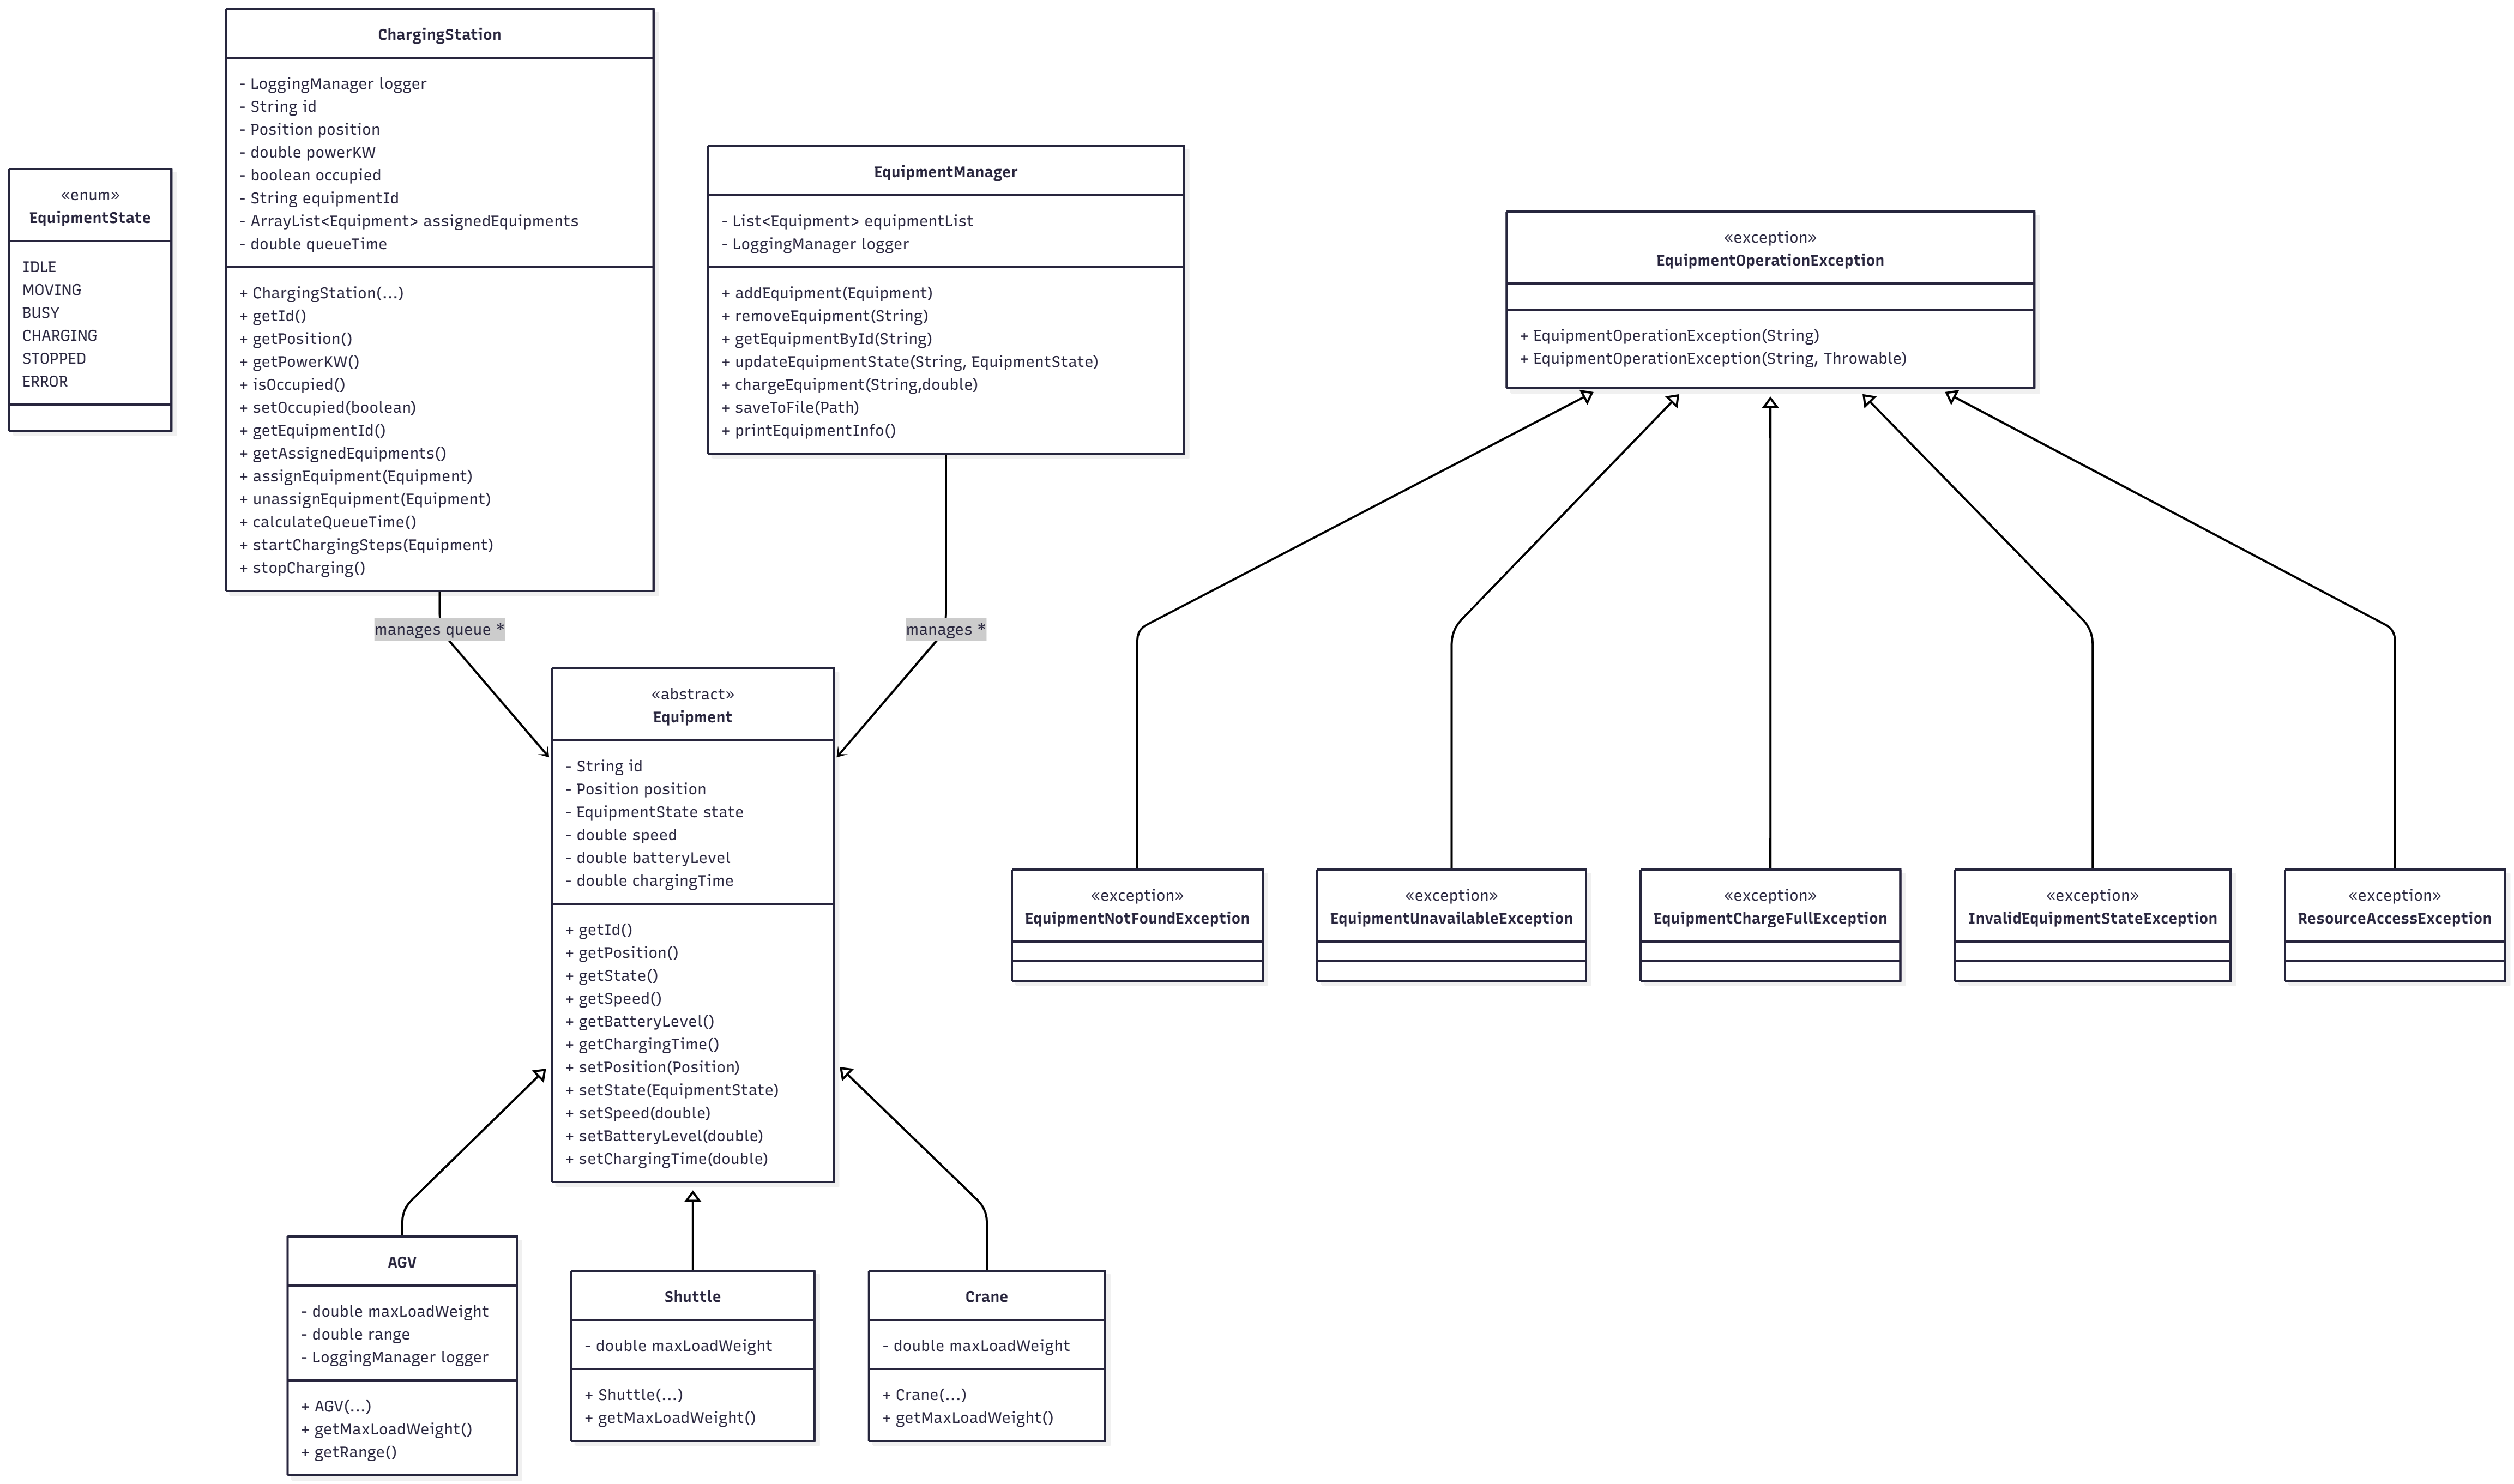 ChargingStation
- LoggingManager logger
- String id
- Position position
- double powerKW
- boolean occupied
- String equipmentId
- ArrayList<Equipment> assignedEquipments
- double queueTime
+ ChargingStation(...)
+ getId()
+ getPosition()
+ getPowerKW()
+ isOccupied()
+ setOccupied(boolean)
+ getEquipmentId()
+ getAssignedEquipments()
+ assignEquipment(Equipment)
+ unassignEquipment(Equipment)
+ calculateQueueTime()
+ startChargingSteps(Equipment)
+ stopCharging()
«enum»
EquipmentState
IDLE
MOVING
BUSY
CHARGING
STOPPED
ERROR
EquipmentManager
- List<Equipment> equipmentList
- LoggingManager logger
+ addEquipment(Equipment)
+ removeEquipment(String)
+ getEquipmentById(String)
+ updateEquipmentState(String, EquipmentState)
+ chargeEquipment(String,double)
+ saveToFile(Path)
+ printEquipmentInfo()
«exception»
EquipmentOperationException
+ EquipmentOperationException(String)
+ EquipmentOperationException(String, Throwable)
manages queue *
manages *
«abstract»
Equipment
- String id
- Position position
- EquipmentState state
- double speed
- double batteryLevel
- double chargingTime
+ getId()
+ getPosition()
+ getState()
+ getSpeed()
+ getBatteryLevel()
+ getChargingTime()
+ setPosition(Position)
+ setState(EquipmentState)
+ setSpeed(double)
+ setBatteryLevel(double)
+ setChargingTime(double)
«exception»
EquipmentNotFoundException
«exception»
EquipmentUnavailableException
«exception»
EquipmentChargeFullException
«exception»
InvalidEquipmentStateException
«exception»
ResourceAccessException
AGV
- double maxLoadWeight
- double range
- LoggingManager logger
+ AGV(...)
+ getMaxLoadWeight()
+ getRange()
Shuttle
- double maxLoadWeight
+ Shuttle(...)
+ getMaxLoadWeight()
Crane
- double maxLoadWeight
+ Crane(...)
+ getMaxLoadWeight()